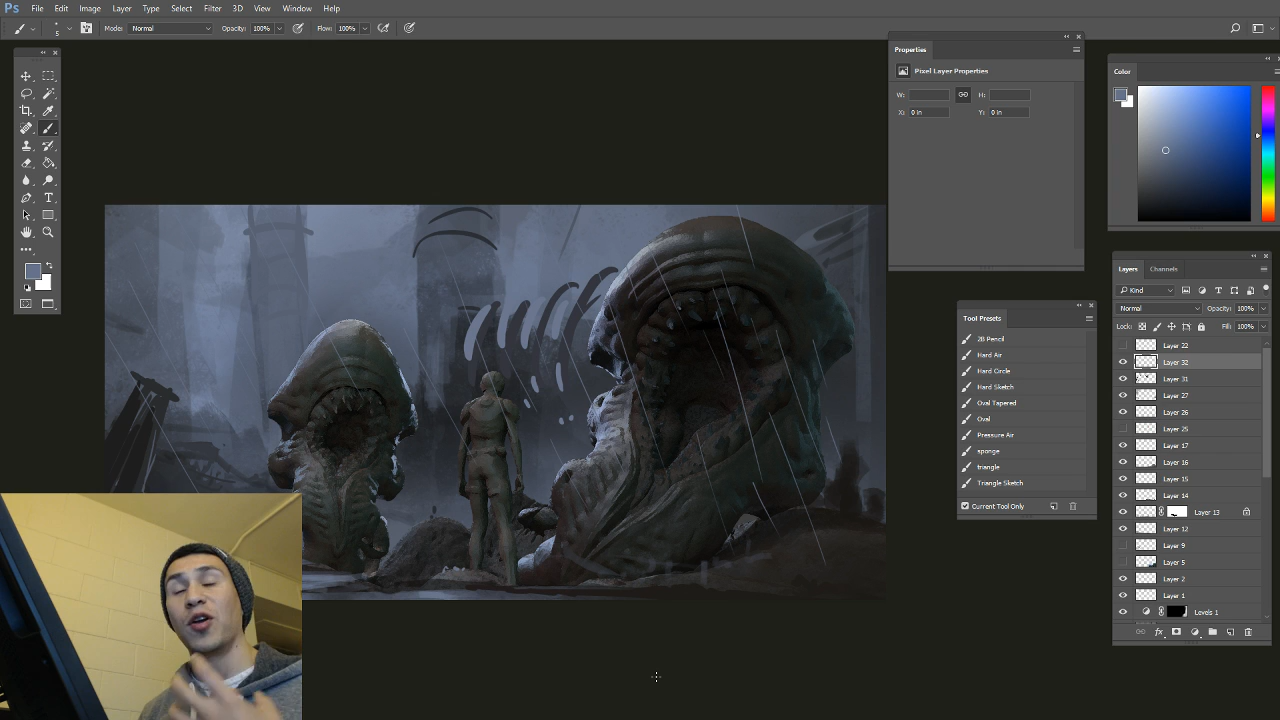 Ps File Edit Image Layer Type Select Filter 3D View Window Help
5 Mode: Normal Opacity: 100% Flow: 100%
Properties
Pixel Layer Properties
W: H:
X: 0 in Y: 0 in
Color
Tool Presets
2B Pencil
Hard Air
Hard Circle
Hard Sketch
Oval Tapered
Oval
Pressure Air
sponge
triangle
Triangle Sketch
Current Tool Only
Layers Channels
Kind
Normal Opacity: 100%
Lock: Fill: 100%
Layer 22
Layer 32
Layer 31
Layer 27
Layer 26
Layer 25
Layer 17
Layer 16
Layer 15
Layer 14
Layer 13
Layer 12
Layer 9
Layer 5
Layer 2
Layer 1
Levels 1